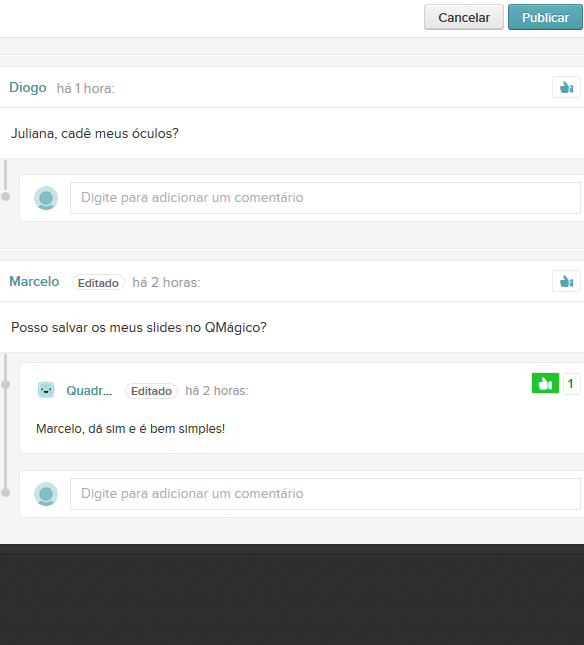 Cancelar Publicar
Diogo há 1 hora:
Juliana, cadê meus óculos?
Digite para adicionar um comentário
Marcelo Editado há 2 horas:
Posso salvar os meus slides no QMágico?
Quadr... Editado há 2 horas: 1
Marcelo, dá sim e é bem simples!
Digite para adicionar um comentário